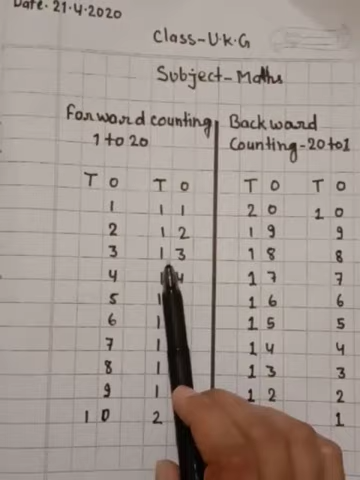 Date. 21.4.2020
Class-U.K.G
Subject-Maths
Forward counting
1 to 20
Backward
Counting-20to1
T O T O T O T O
1 1 1 2 0 1 0
2 1 2 1 9 9
3 1 3 1 8 8
4 1 4 1 7 7
5 1 1 6 6
6 1 1 5 5
7 1 1 4 4
8 1 1 3 3
9 1 1 2 2
1 0 2 1